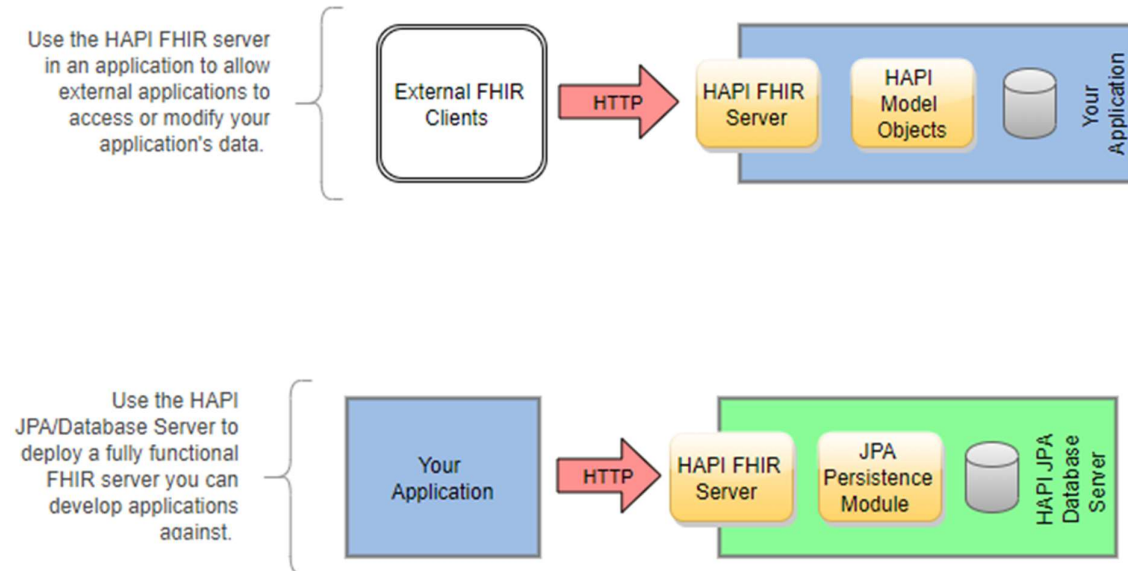 Use the HAPI FHIR server
in an application to allow
external applications to
access or modify your
application's data.
External FHIR
Clients
HTTP
HAPI FHIR
Server
HAPI
Model
Objects
Your
Application
Use the HAPI
JPA/Database Server to
deploy a fully functional
FHIR server you can
develop applications
against.
Your
Application
HTTP
HAPI FHIR
Server
JPA
Persistence
Module
HAPI JPA
Database
Server